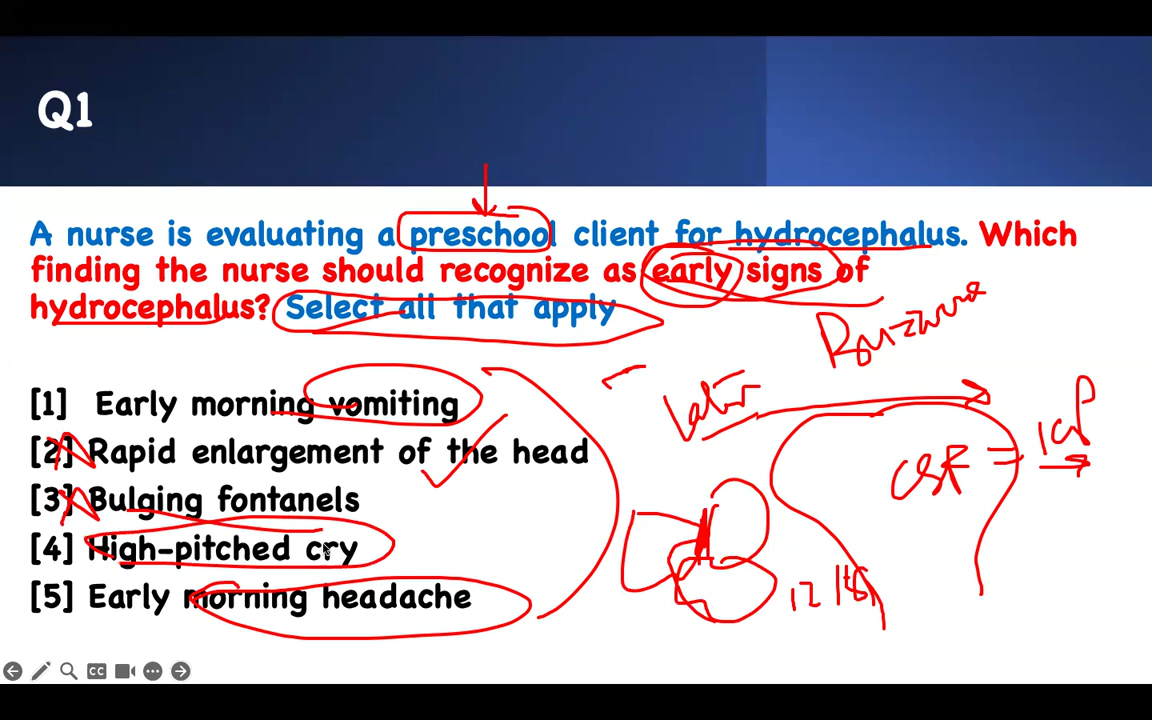 Q1
A nurse is evaluating a preschool client for hydrocephalus. Which
finding the nurse should recognize as early signs of
hydrocephalus? Select all that apply
[1] Early morning vomiting
[2] Rapid enlargement of the head
[3] Bulging fontanels
[4] High-pitched cry
[5] Early morning headache
later
CSF = ICP
CC